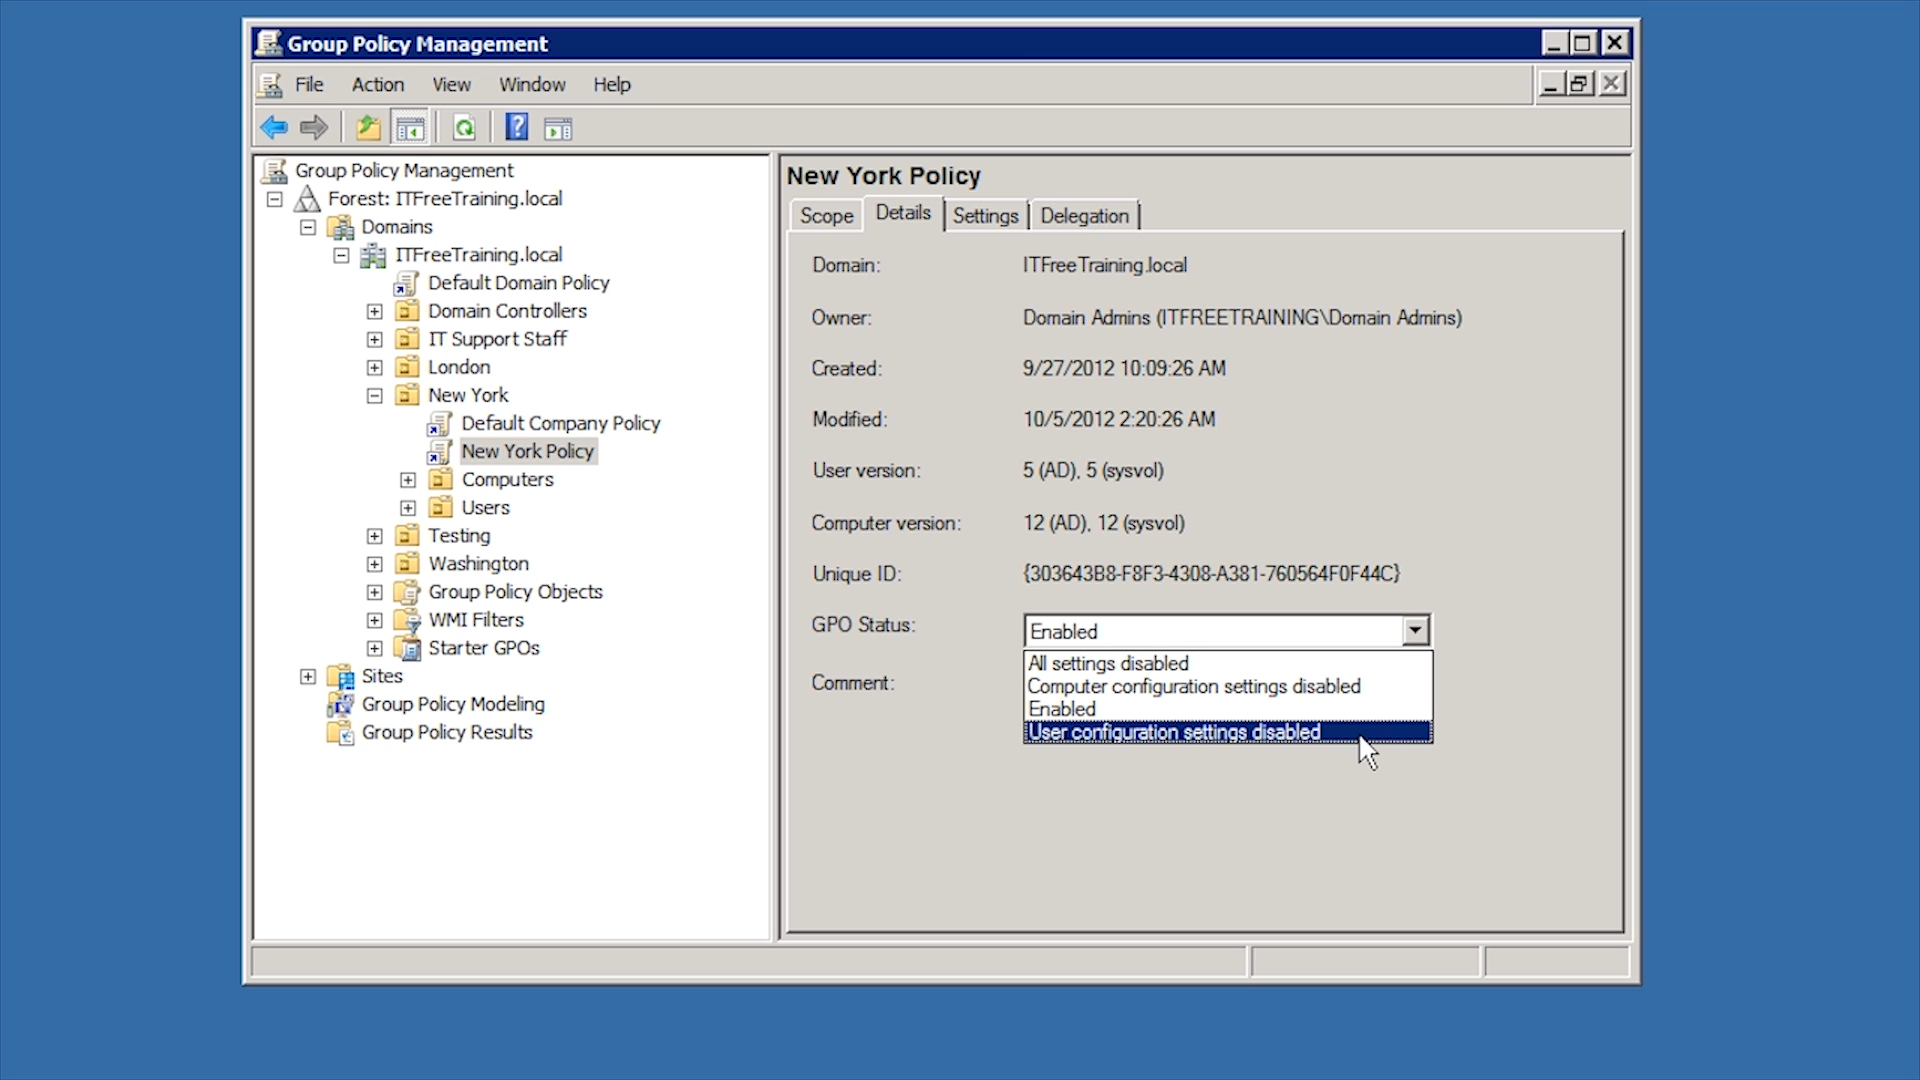 Group Policy Management
File Action View Window Help
Group Policy Management
Forest: ITFreeTraining.local
Domains
ITFreeTraining.local
Default Domain Policy
Domain Controllers
IT Support Staff
London
New York
Default Company Policy
New York Policy
Computers
Users
Testing
Washington
Group Policy Objects
WMI Filters
Starter GPOs
Sites
Group Policy Modeling
Group Policy Results
New York Policy
Scope Details Settings Delegation
Domain: ITFreeTraining.local
Owner: Domain Admins (ITFREETRAINING\Domain Admins)
Created: 9/27/2012 10:09:26 AM
Modified: 10/5/2012 2:20:26 AM
User version: 5 (AD), 5 (sysvol)
Computer version: 12 (AD), 12 (sysvol)
Unique ID: {303643B8-F8F3-4308-A381-760564F0F44C}
GPO Status: Enabled
All settings disabled
Computer configuration settings disabled
Enabled
User configuration settings disabled
Comment: